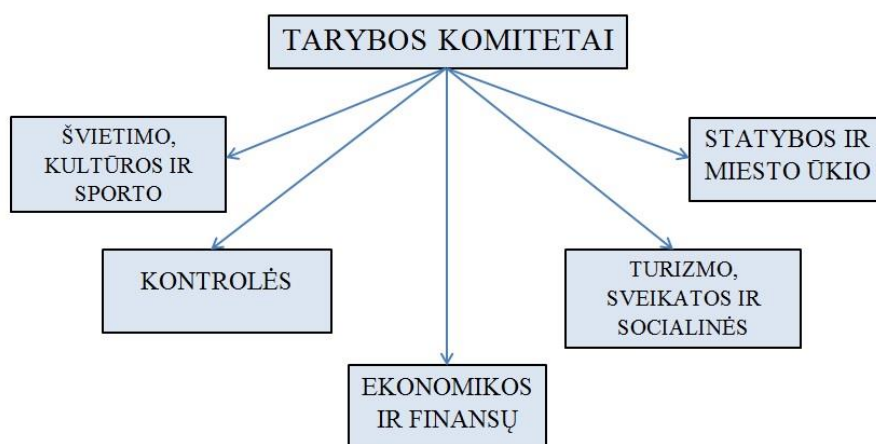 TARYBOS KOMITETAI
ŠVIETIMO,
KULTŪROS IR
SPORTO
STATYBOS IR
MIESTO ŪKIO
KONTROLĖS
TURIZMO,
SVEIKATOS IR
SOCIALINĖS
EKONOMIKOS
IR FINANSŲ